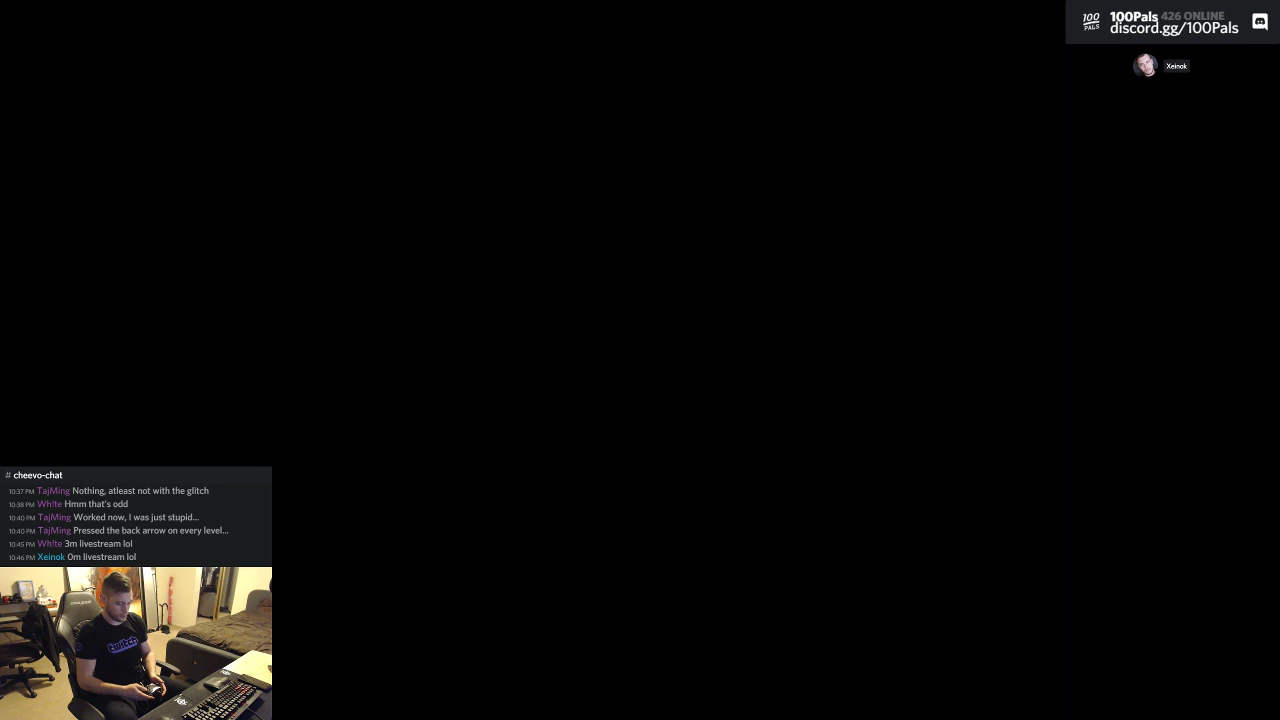 100
PALS
100Pals 426 ONLINE
discord.gg/100Pals
Xeinok
# cheevo-chat
10:37 PM TajMing Nothing, atleast not with the glitch
10:38 PM Wh!te Hmm that's odd
10:40 PM TajMing Worked now, I was just stupid...
10:40 PM TajMing Pressed the back arrow on every level...
10:45 PM Wh!te 3m livestream lol
10:46 PM Xeinok 0m livestream lol
twitch